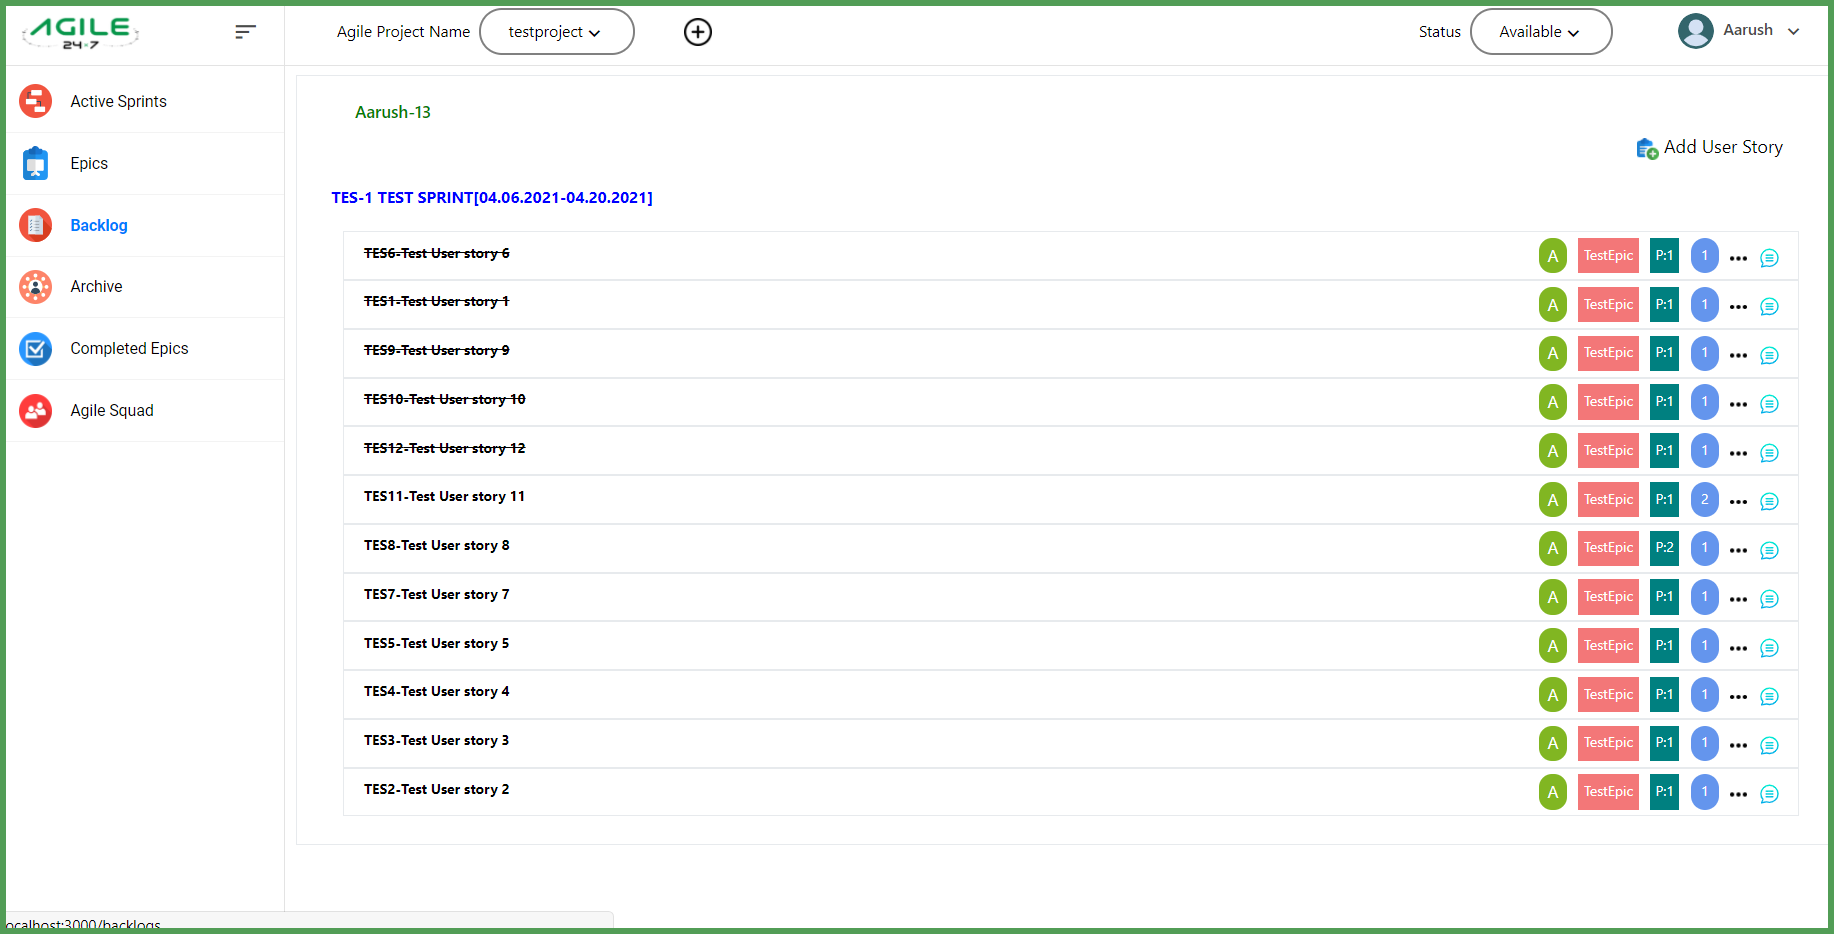 AGILE
24×7
Agile Project Name testproject
Status Available
Aarush
Active Sprints
Epics
Backlog
Archive
Completed Epics
Agile Squad
Aarush-13
Add User Story
TES-1 TEST SPRINT[04.06.2021-04.20.2021]
TES6-Test User story 6 A TestEpic P:1 1
TES1-Test User story 1 A TestEpic P:1 1
TES9-Test User story 9 A TestEpic P:1 1
TES10-Test User story 10 A TestEpic P:1 1
TES12-Test User story 12 A TestEpic P:1 1
TES11-Test User story 11 A TestEpic P:1 2
TES8-Test User story 8 A TestEpic P:2 1
TES7-Test User story 7 A TestEpic P:1 1
TES5-Test User story 5 A TestEpic P:1 1
TES4-Test User story 4 A TestEpic P:1 1
TES3-Test User story 3 A TestEpic P:1 1
TES2-Test User story 2 A TestEpic P:1 1
ocalhost:3000/backlogs